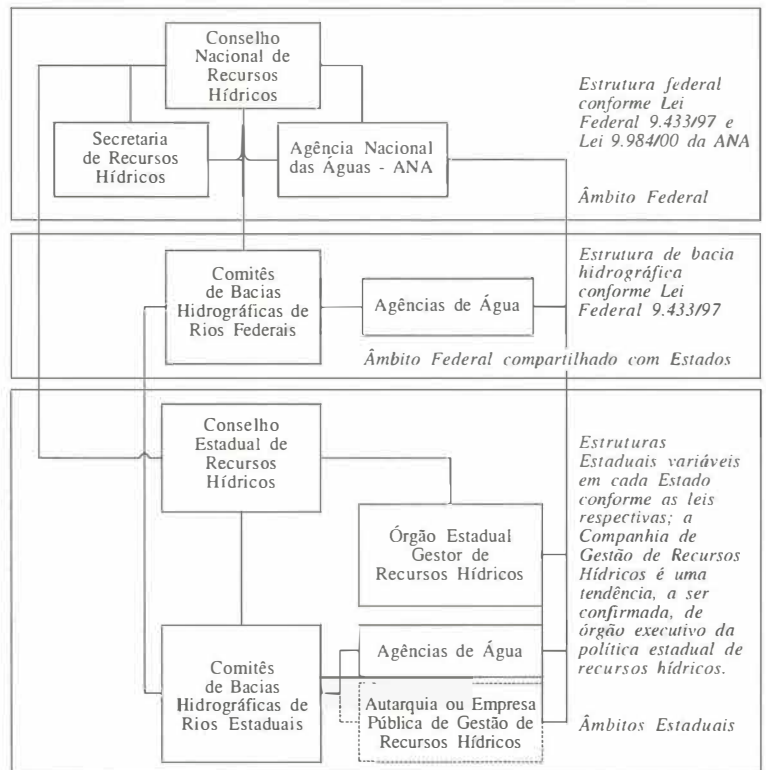 Conselho
Nacional de
Recursos
Hídricos
Secretaria
de Recursos
Hídricos
Agência Nacional
das Águas - ANA
Estrutura federal
conforme Lei
Federal 9.433/97 e
Lei 9.984/00 da ANA
Âmbito Federal
Comitês
de Bacias
Hidrográficas de
Rios Federais
Agências de Água
Estrutura de bacia
hidrográfica
conforme Lei
Federal 9.433/97
Âmbito Federal compartilhado com Estados
Conselho
Estadual de
Recursos
Hídricos
Órgão Estadual
Gestor de
Recursos Hídricos
Comitês
de Bacias
Hidrográficas de
Rios Estaduais
Agências de Água
Autarquia ou Empresa
Pública de Gestão de
Recursos Hídricos
Estruturas
Estaduais variáveis
em cada Estado
conforme as leis
respectivas; a
Companhia de
Gestão de Recursos
Hídricos é uma
tendência, a ser
confirmada, de
órgão executivo da
política estadual de
recursos hídricos.
Âmbitos Estaduais